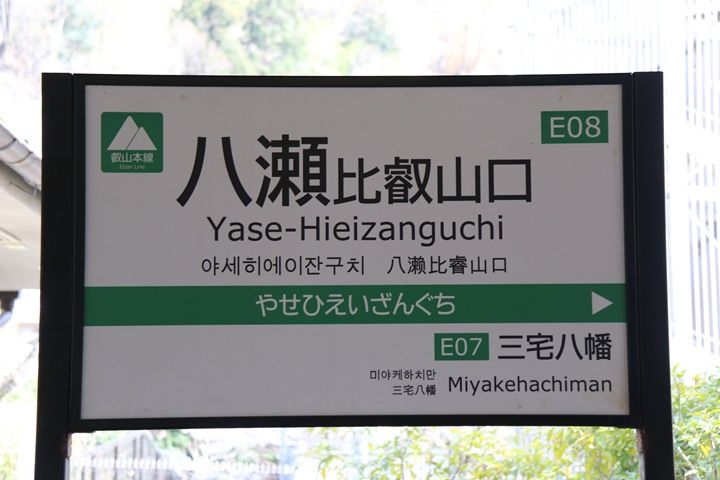 叡山本線
Eizan Line
E08
八瀬比叡山口
Yase-Hieizanguchi
야세히에이잔구치 八濑比睿山口
やせひえいざんぐち
E07 三宅八幡
미야케하치만
三宅八幡
Miyakehachiman